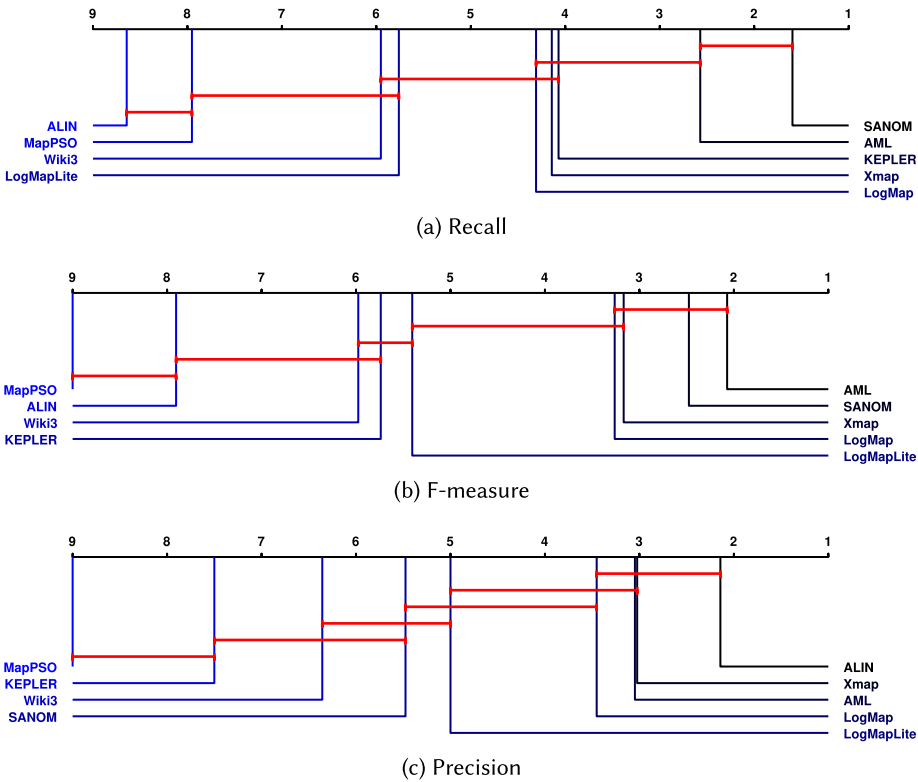 9 8 7 6 5 4 3 2 1
ALIN SANOM
MapPSO AML
Wiki3 KEPLER
LogMapLite Xmap
LogMap
(a) Recall
9 8 7 6 5 4 3 2 1
MapPSO AML
ALIN SANOM
Wiki3 Xmap
KEPLER LogMap
LogMapLite
(b) F-measure
9 8 7 6 5 4 3 2 1
MapPSO ALIN
KEPLER Xmap
Wiki3 AML
SANOM LogMap
LogMapLite
(c) Precision